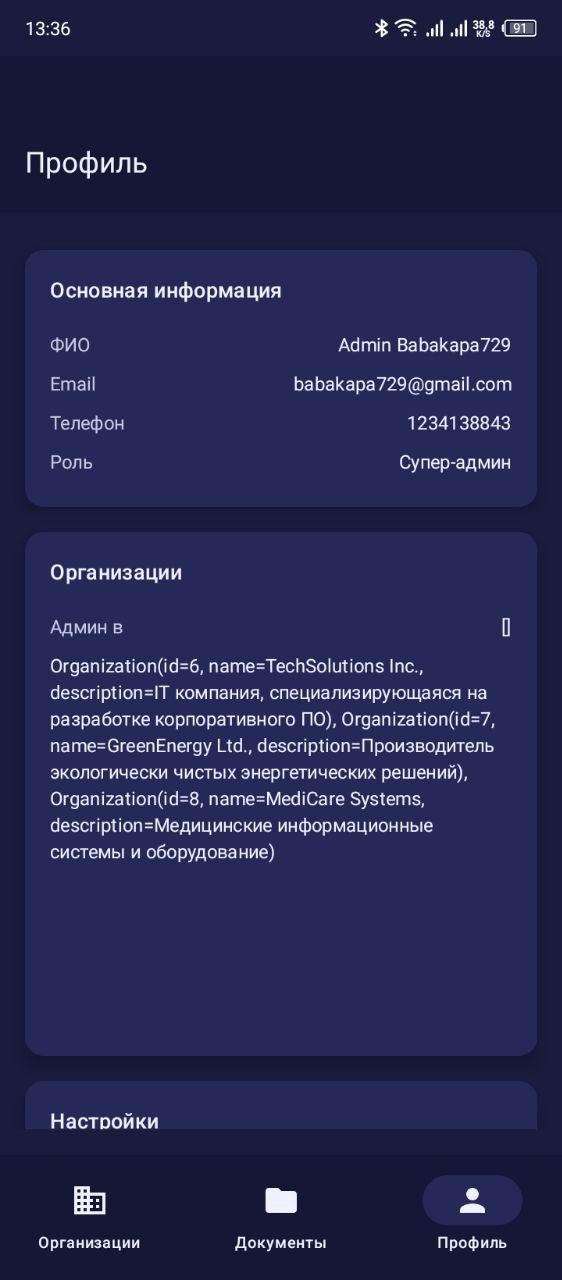 13:36
38,8
K/S
91
Профиль
Основная информация
ФИО Admin Babakapa729
Email babakapa729@gmail.com
Телефон 1234138843
Роль Супер-админ
Организации
Админ в []
Organization(id=6, name=TechSolutions Inc.,
description=IT компания, специализирующаяся на
разработке корпоративного ПО), Organization(id=7,
name=GreenEnergy Ltd., description=Производитель
экологически чистых энергетических решений),
Organization(id=8, name=MediCare Systems,
description=Медицинские информационные
системы и оборудование)
Настройки
Организации Документы Профиль